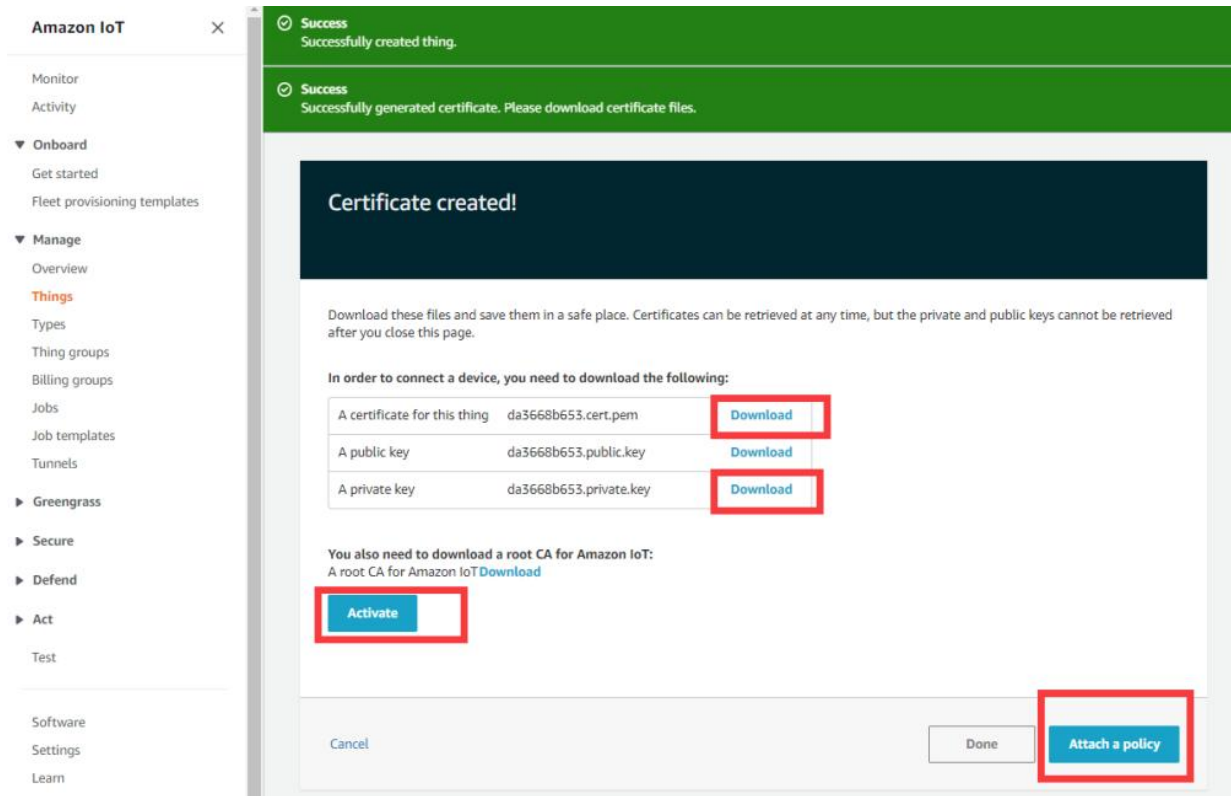 Amazon IoT
Monitor
Activity
Onboard
Get started
Fleet provisioning templates
Manage
Overview
Things
Types
Thing groups
Billing groups
Jobs
Job templates
Tunnels
Greengrass
Secure
Defend
Act
Test
Software
Settings
Learn
Success
Successfully created thing.
Success
Successfully generated certificate. Please download certificate files.
Certificate created!
Download these files and save them in a safe place. Certificates can be retrieved at any time, but the private and public keys cannot be retrieved
after you close this page.
In order to connect a device, you need to download the following:
A certificate for this thing da3668b653.cert.pem Download
A public key da3668b653.public.key Download
A private key da3668b653.private.key Download
You also need to download a root CA for Amazon IoT:
A root CA for Amazon IoTDownload
Activate
Cancel Done Attach a policy